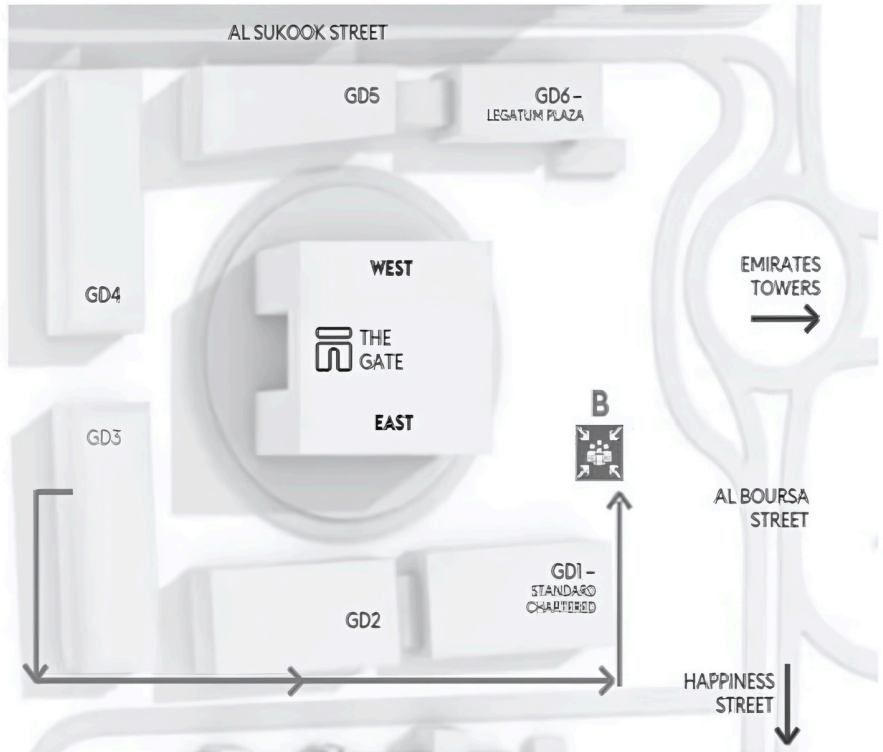 AL SUKOOK STREET
GD5
GD6 –
LEGATUM PLAZA
WEST
EMIRATES
TOWERS
GD4
THE
GATE
B
EAST
GD3
AL BOURSA
STREET
GD1 –
STANDARD
CHARTERED
GD2
HAPPINESS
STREET